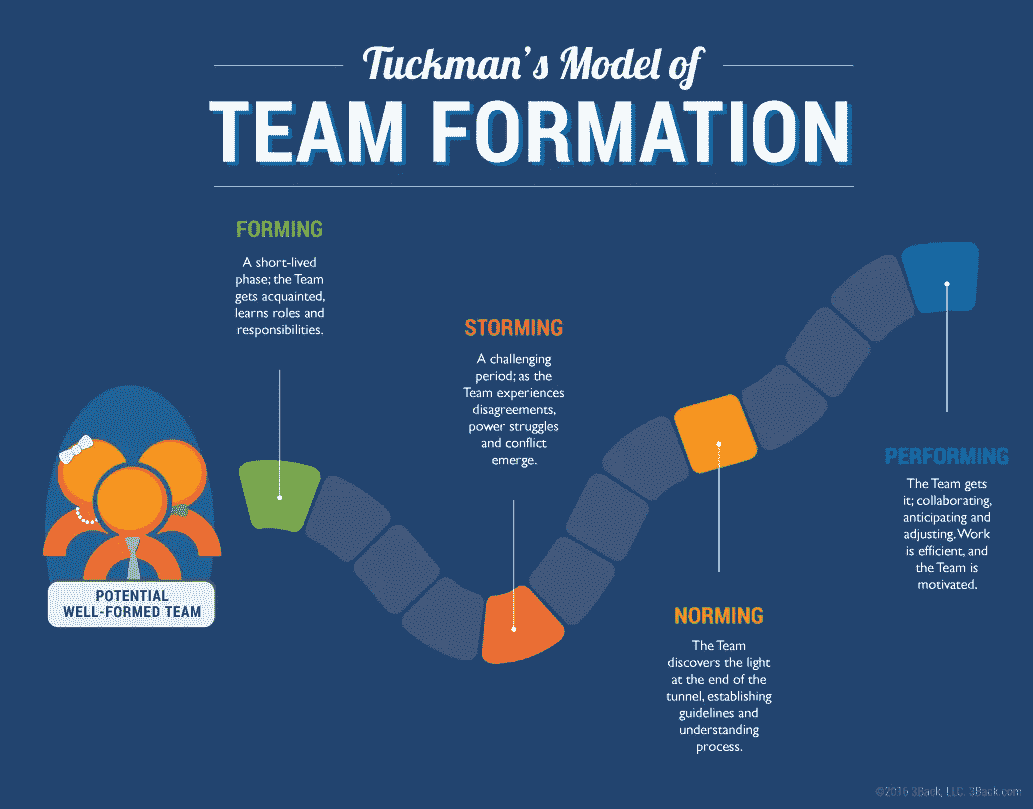 Tuckman's Model of
TEAM FORMATION
FORMING
A short-lived
phase; the Team
gets acquainted,
learns roles and
responsibilities.
STORMING
A challenging
period; as the
Team experiences
disagreements,
power struggles
and conflict
emerge.
PERFORMING
The Team gets
it; collaborating,
anticipating and
adjusting. Work
is efficient, and
the Team is
motivated.
POTENTIAL
WELL-FORMED TEAM
NORMING
The Team
discovers the light
at the end of the
tunnel, establishing
guidelines and
understanding
process.
©2016 3Back, LLC. 3Back.com